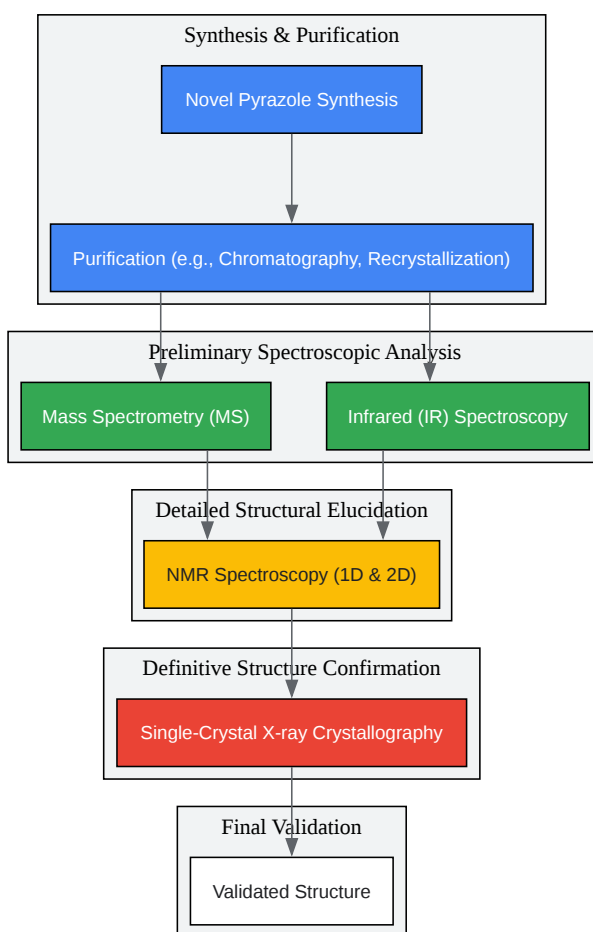 Synthesis & Purification
Novel Pyrazole Synthesis
Purification (e.g., Chromatography, Recrystallization)
Preliminary Spectroscopic Analysis
Mass Spectrometry (MS)
Infrared (IR) Spectroscopy
Detailed Structural Elucidation
NMR Spectroscopy (1D & 2D)
Definitive Structure Confirmation
Single-Crystal X-ray Crystallography
Final Validation
Validated Structure